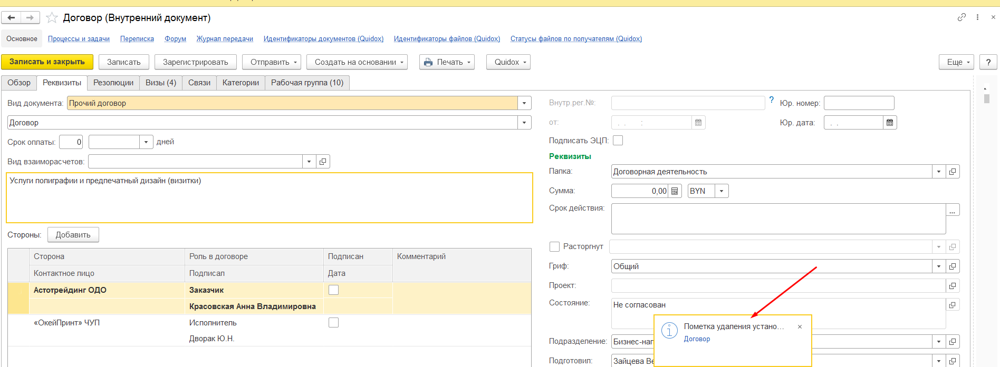 Договор (Внутренний документ)
Основное Процессы и задачи Переписка Форум Журнал передачи Идентификаторы документов (Quidox) Идентификаторы файлов (Quidox) Статусы файлов по получателям (Quidox)
Записать и закрыть Записать Зарегистрировать Отправить Создать на основании Печать Quidox Еще ?
Обзор Реквизиты Резолюции Визы (4) Связи Категории Рабочая группа (10)
Вид документа: Прочий договор
Договор
Срок оплаты: 0 дней
Вид взаиморасчетов:
Услуги полиграфии и предпечатный дизайн (визитки)
Стороны: Добавить
Сторона Роль в договоре Подписан Комментарий
Контактное лицо Подписал Дата
Астотрейдинг ОДО Заказчик
Красовская Анна Владимировна
«ОкейПринт» ЧУП Исполнитель
Дворак Ю.Н.
Внутр.рег.№: ? Юр. номер:
от: . . : Юр. дата: . .
Подписать ЭЦП:
Реквизиты
Папка: Договорная деятельность
Сумма: 0,00 BYN
Срок действия: ...
Расторгнут
Гриф: Общий
Проект:
Состояние: Не согласован
Пометка удаления устано...
Договор
Подразделение: Бизнес-нап
Подготовил: Зайцева Ве